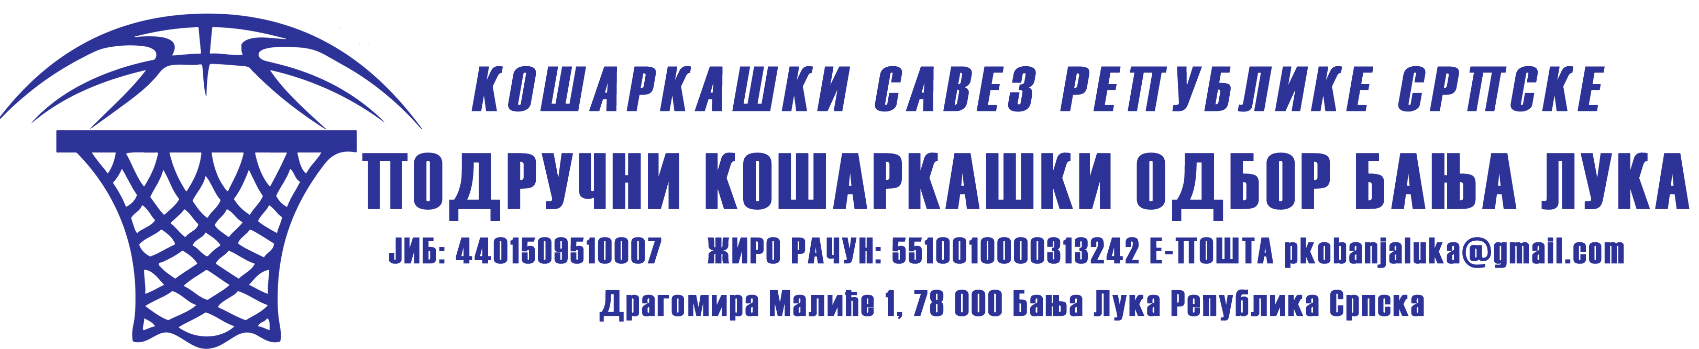 КОШАРКАШКИ САВЕЗ РЕПУБЛИКЕ СРПСКЕ
ПОДРУЧНИ КОШАРКАШКИ ОДБОР БАЊА ЛУКА
ЈИБ: 4401509510007 ЖИРО РАЧУН: 5510010000313242 Е-ПОШТА pkobanjaluka@gmail.com
Драгомира Малиће 1, 78 000 Бања Лука Република Српска